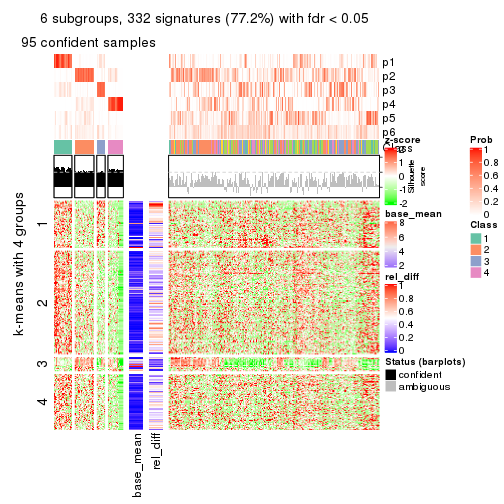 6 subgroups, 332 signatures (77.2%) with fdr < 0.05
95 confident samples
p1
p2
p3
p4
p5
p6
Silhouette
score
k-means with 4 groups
1
2
3
4
base_mean
rel_diff
z-score
2
1
0
-1
-2
base_mean
8
6
4
2
rel_diff
1
0.8
0.6
0.4
0.2
0
Status (barplots)
confident
ambiguous
Prob
1
0.8
0.6
0.4
0.2
0
Class
1
2
3
4